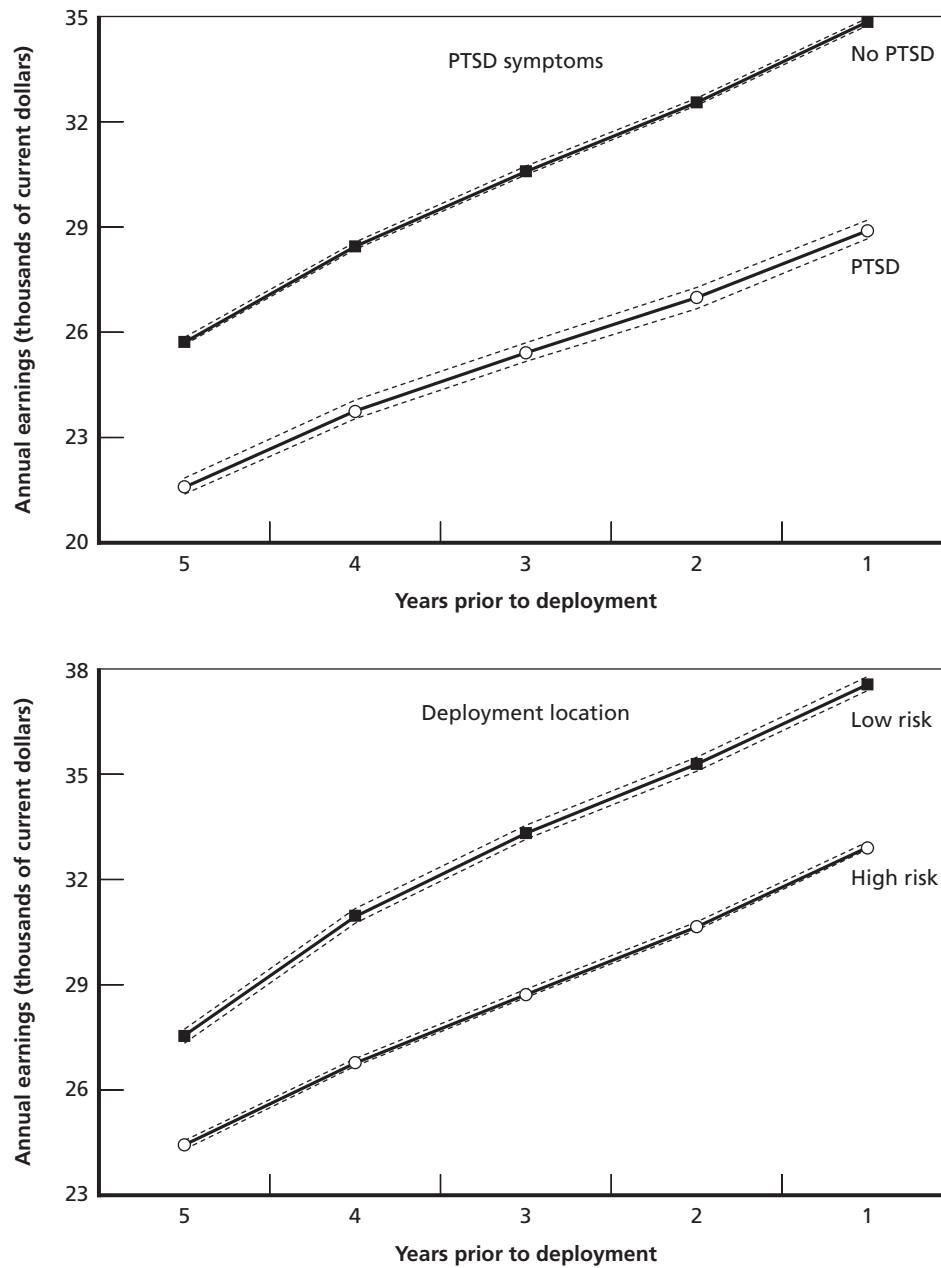 35
PTSD symptoms
No PTSD
32
29
PTSD
26
23
20
5 4 3 2 1
Years prior to deployment
Annual earnings (thousands of current dollars)
38
Deployment location
Low risk
35
32
High risk
29
26
23
5 4 3 2 1
Years prior to deployment
Annual earnings (thousands of current dollars)